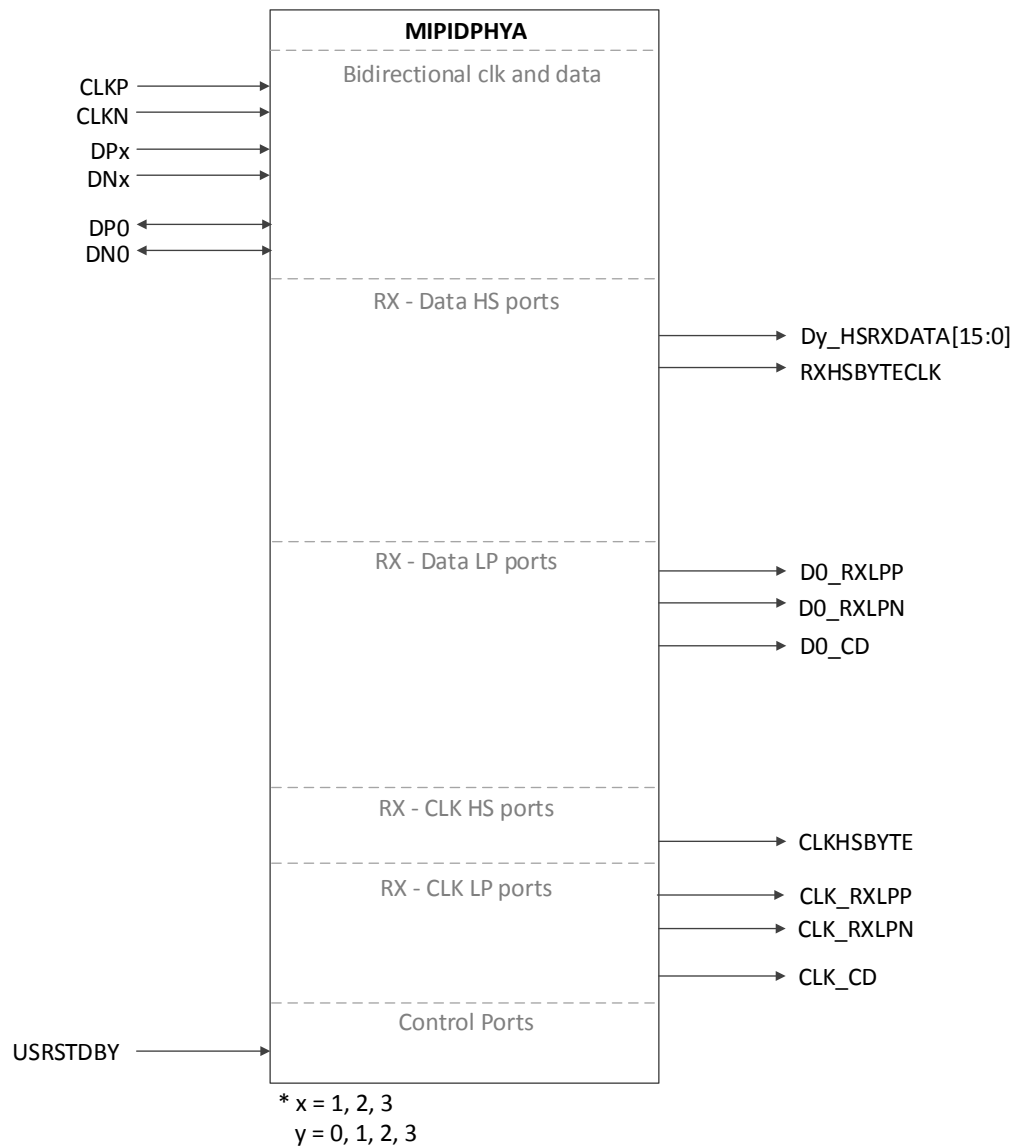 MIPIDPHYA
Bidirectional clk and data
CLKP
CLKN
DPx
DNx
DP0
DN0
RX - Data HS ports
Dy_HSRXDATA[15:0]
RXHSBYTECLK
RX - Data LP ports
D0_RXLPP
D0_RXLPN
D0_CD
RX - CLK HS ports
CLKHSBYTE
RX - CLK LP ports
CLK_RXLPP
CLK_RXLPN
CLK_CD
Control Ports
USRSTDBY
* x = 1, 2, 3
y = 0, 1, 2, 3